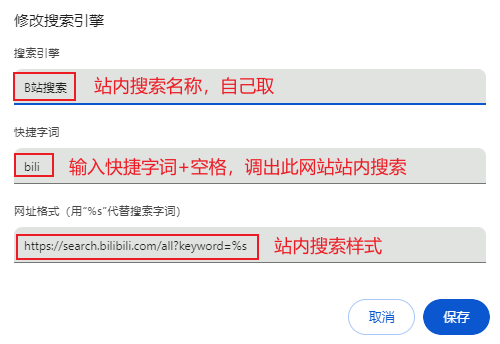 修改搜索引擎
搜索引擎
B站搜索 站内搜索名称，自己取
快捷字词
bili 输入快捷字词+空格，调出此网站站内搜索
网址格式（用“%s”代替搜索字词）
https://search.bilibili.com/all?keyword=%s 站内搜索样式
取消 保存